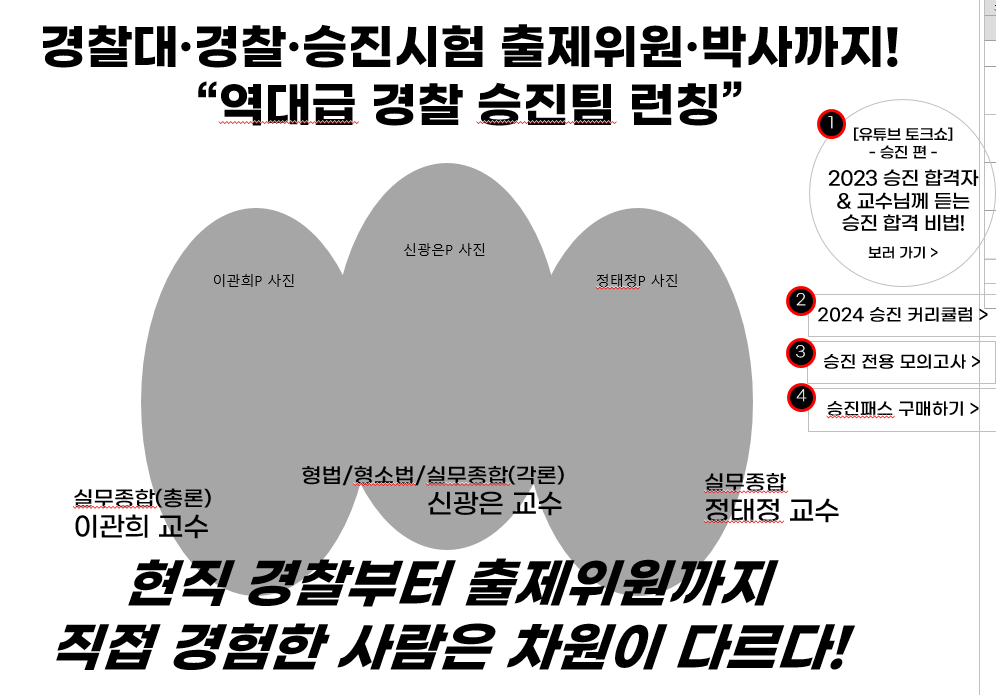 경찰대·경찰·승진시험 출제위원·박사까지!
“역대급 경찰 승진팀 런칭”
1
[유튜브 토크쇼]
- 승진 편 -
2023 승진 합격자
& 교수님께 듣는
승진 합격 비법!
보러 가기 >
신광은P 사진
이관희P 사진
정태정P 사진
2
2024 승진 커리큘럼 >
3
승진 전용 모의고사 >
4
승진패스 구매하기 >
형법/형소법/실무종합(각론)
신광은 교수
실무종합(총론)
이관희 교수
실무종합
정태정 교수
현직 경찰부터 출제위원까지
직접 경험한 사람은 차원이 다르다!